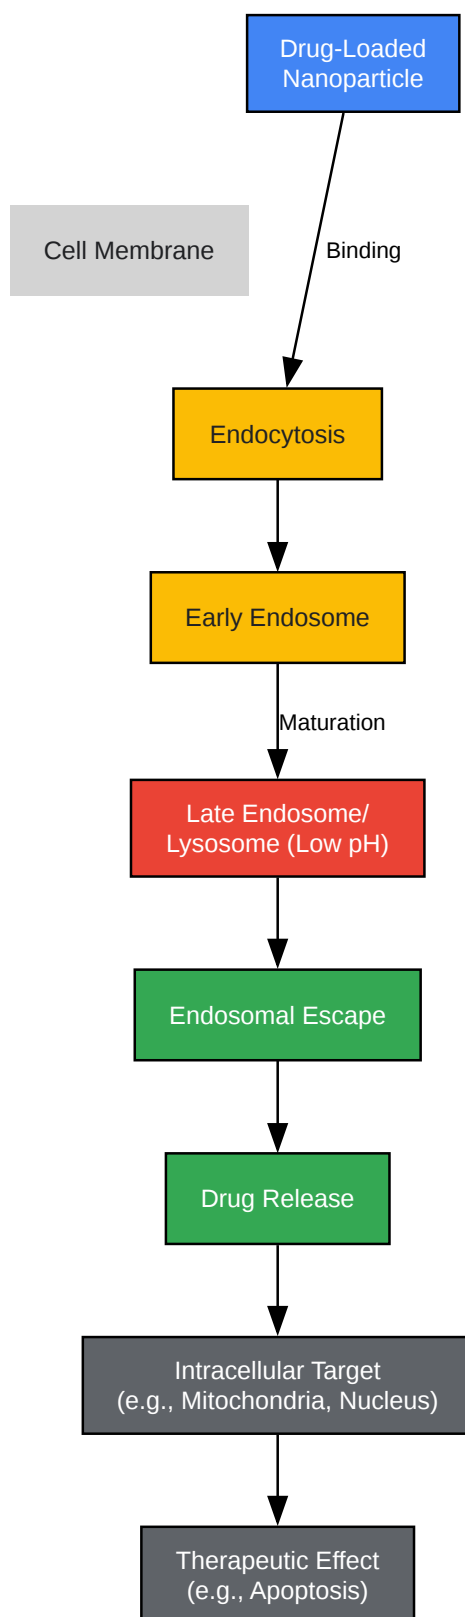 Drug-Loaded
Nanoparticle
Cell Membrane
Binding
Endocytosis
Early Endosome
Maturation
Late Endosome/
Lysosome (Low pH)
Endosomal Escape
Drug Release
Intracellular Target
(e.g., Mitochondria, Nucleus)
Therapeutic Effect
(e.g., Apoptosis)